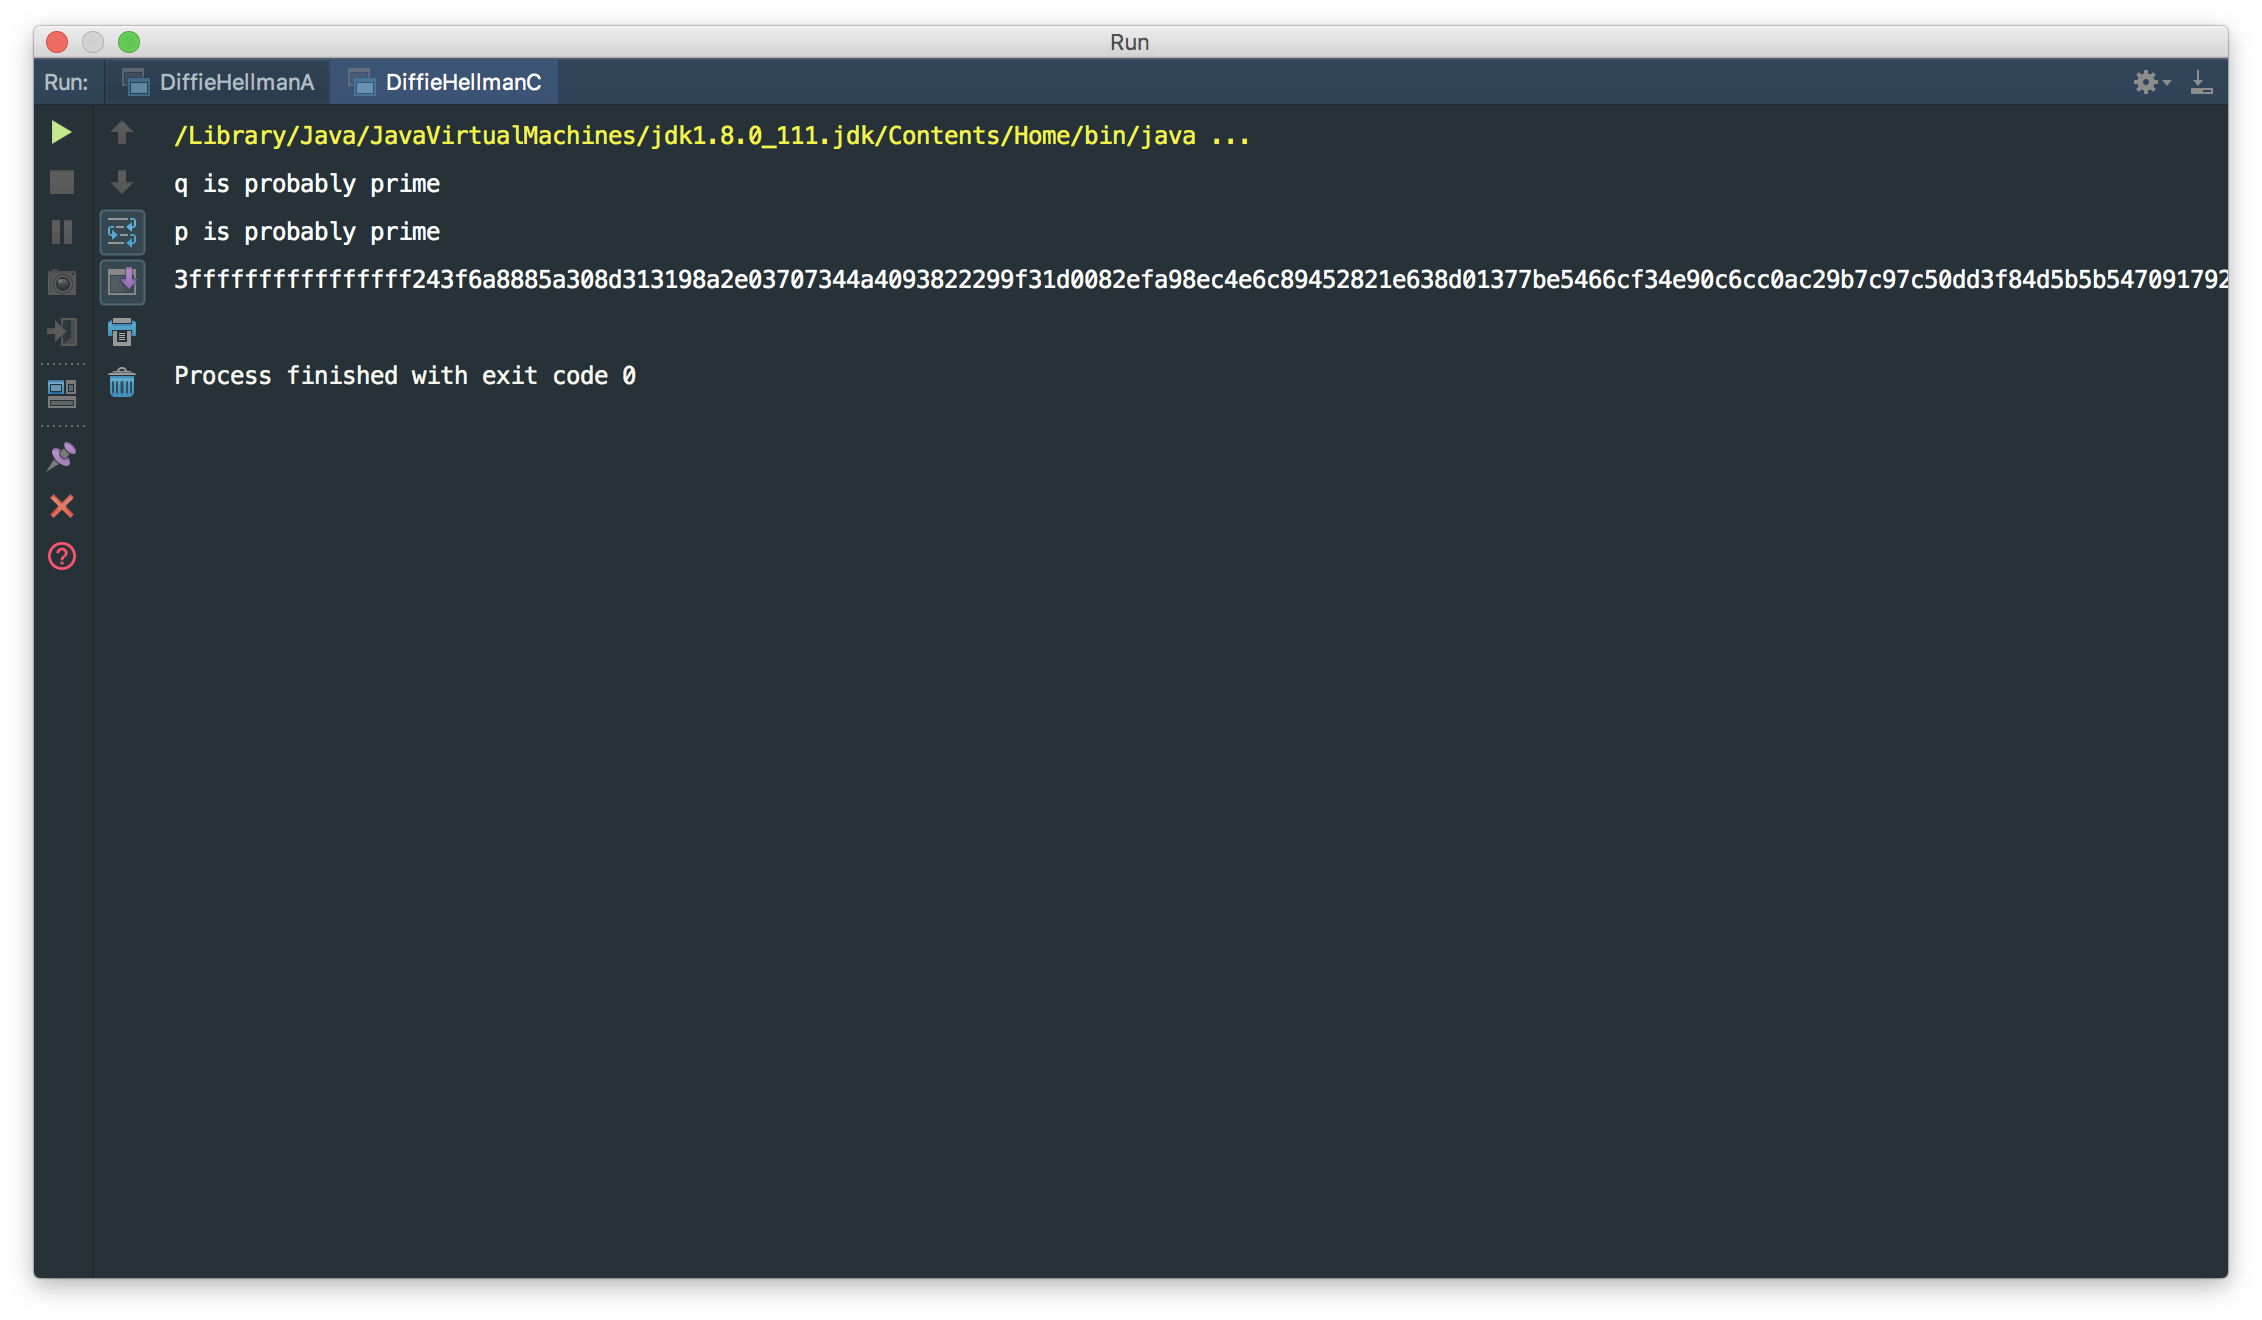 Run
Run: DiffieHellmanA DiffieHellmanC
/Library/Java/JavaVirtualMachines/jdk1.8.0_111.jdk/Contents/Home/bin/java ...
q is probably prime
p is probably prime
3ffffffffffffffff243f6a8885a308d313198a2e03707344a4093822299f31d0082efa98ec4e6c89452821e638d01377be5466cf34e90c6cc0ac29b7c97c50dd3f84d5b5b5470917922
Process finished with exit code 0